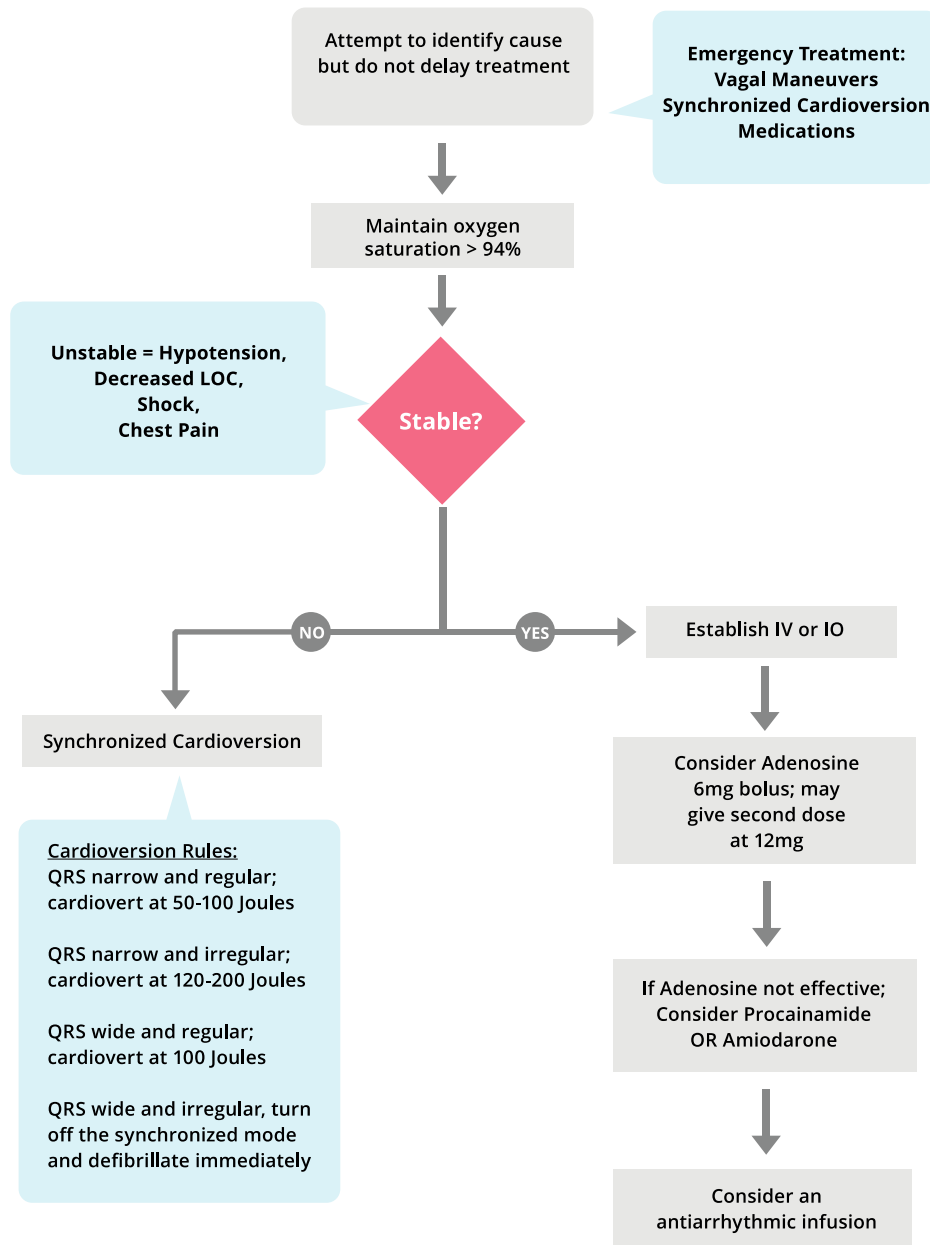 Attempt to identify cause
but do not delay treatment
Emergency Treatment:
Vagal Maneuvers
Synchronized Cardioversion
Medications
Maintain oxygen
saturation > 94%
Unstable = Hypotension,
Decreased LOC,
Shock,
Chest Pain
Stable?
NO
YES
Establish IV or IO
Synchronized Cardioversion
Consider Adenosine
6mg bolus; may
give second dose
at 12mg
Cardioversion Rules:
QRS narrow and regular;
cardiovert at 50-100 Joules
QRS narrow and irregular;
cardiovert at 120-200 Joules
QRS wide and regular;
cardiovert at 100 Joules
QRS wide and irregular, turn
off the synchronized mode
and defibrillate immediately
If Adenosine not effective;
Consider Procainamide
OR Amiodarone
Consider an
antiarrhythmic infusion